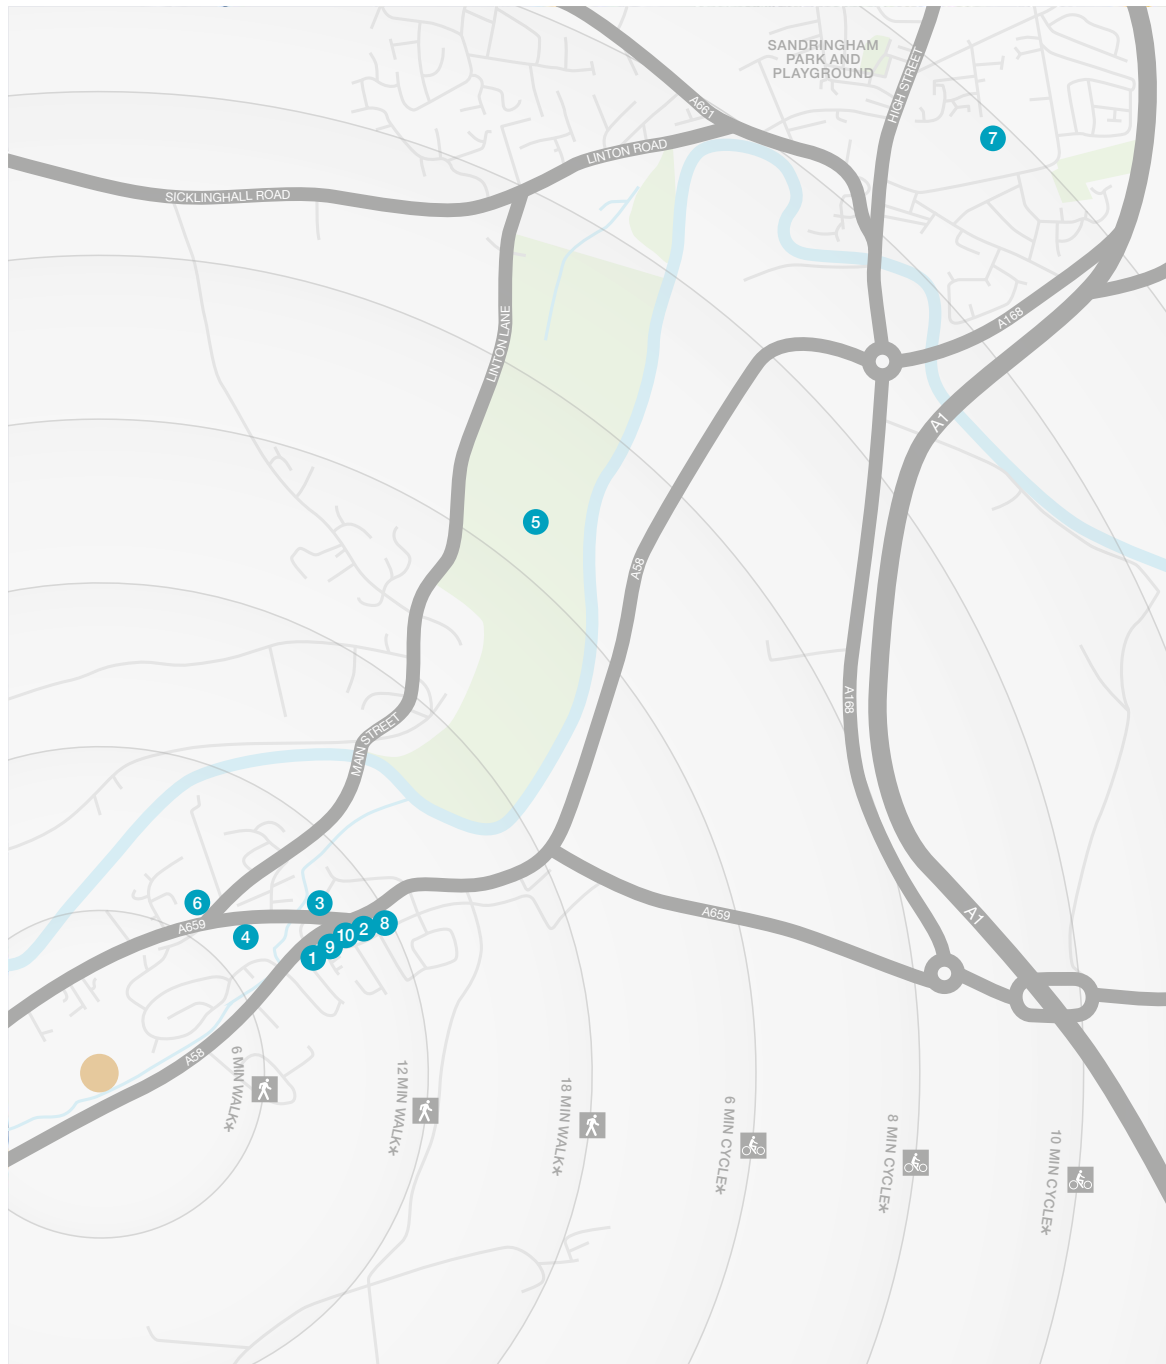 SANDRINGHAM
PARK AND
PLAYGROUND
HIGH STREET
A661
7
LINTON ROAD
SICKLINGHALL ROAD
LINTON LANE
A168
A1
5
A58
A168
MAIN STREET
6
3
A659
4
8
2
10
9
1
A659
A1
A58
6 MIN WALK*
12 MIN WALK*
18 MIN WALK*
6 MIN CYCLE*
8 MIN CYCLE*
10 MIN CYCLE*